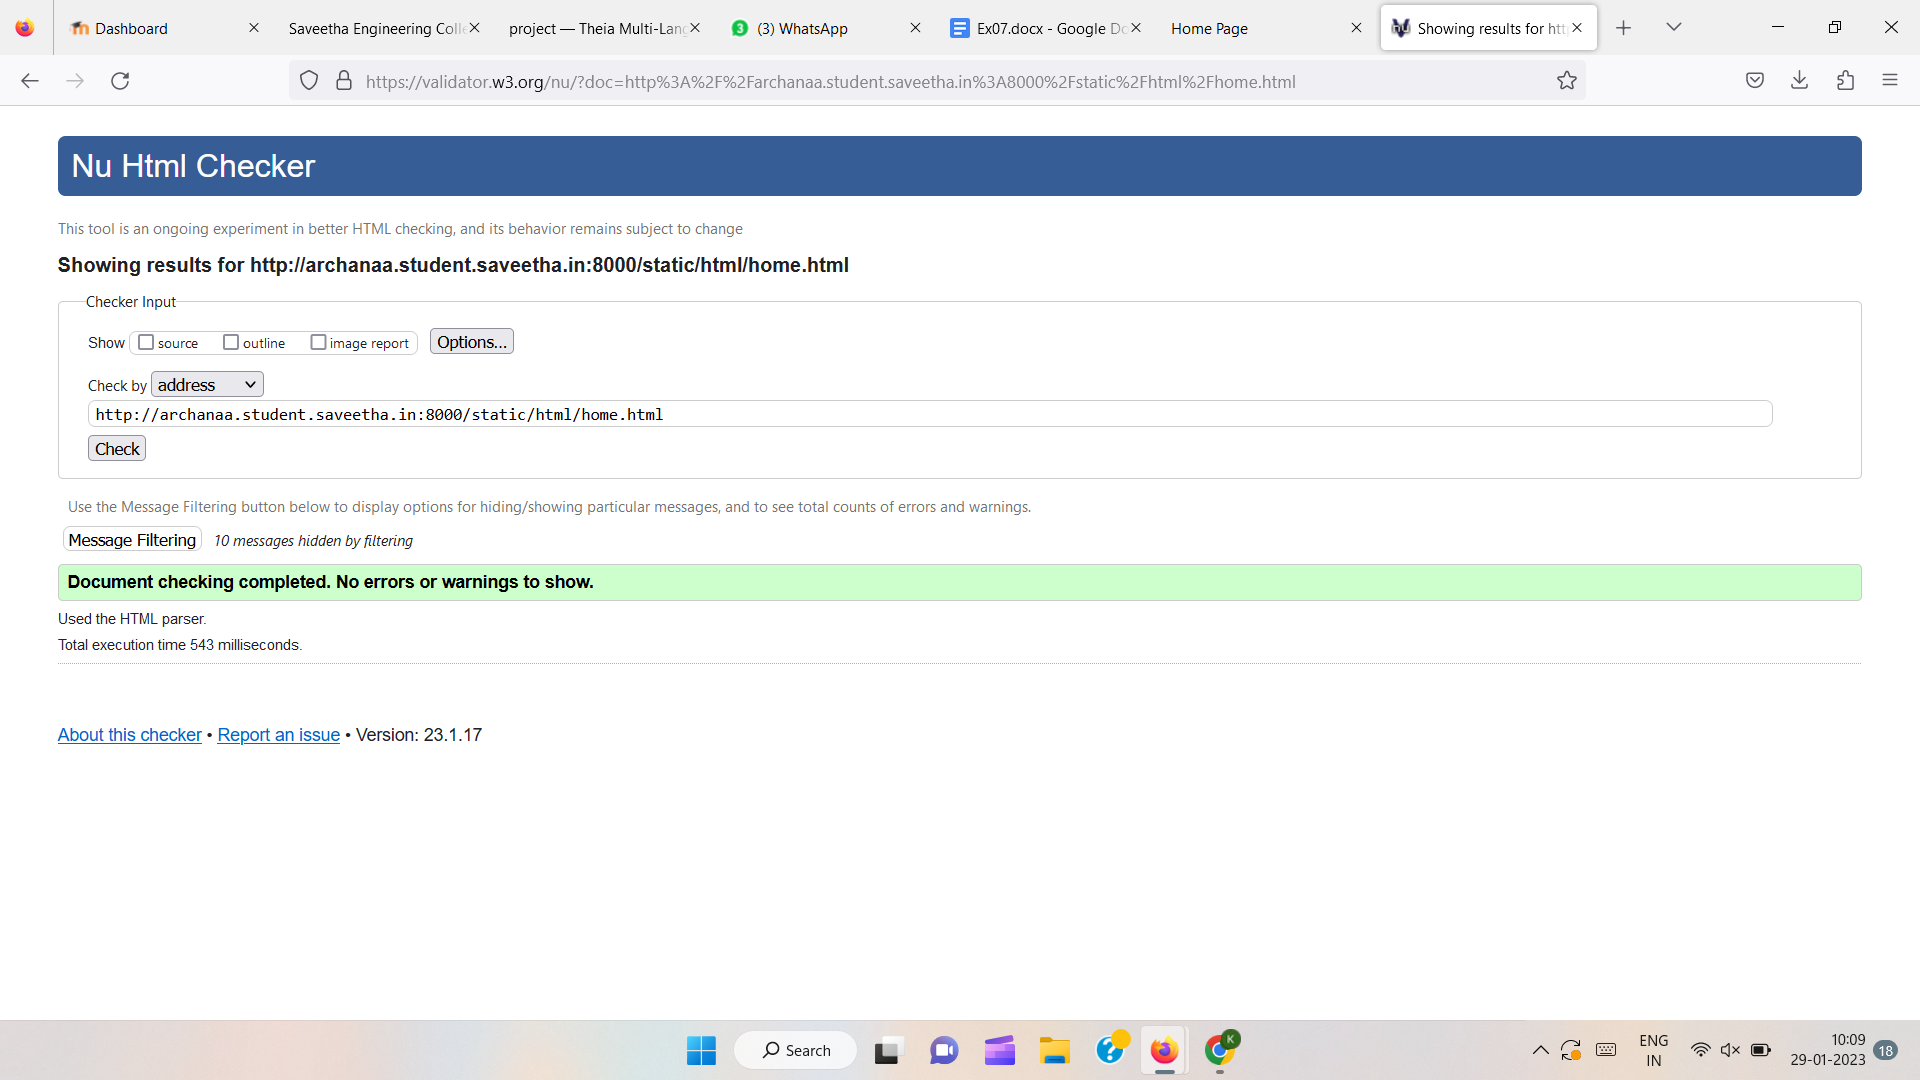 Dashboard
Saveetha Engineering Colle
project — Theia Multi-Lang
(3) WhatsApp
Ex07.docx - Google Do
Home Page
Showing results for htt
https://validator.w3.org/nu/?doc=http%3A%2F%2Farchanaa.student.saveetha.in%3A8000%2Fstatic%2Fhtml%2Fhome.html
Nu Html Checker
This tool is an ongoing experiment in better HTML checking, and its behavior remains subject to change
Showing results for http://archanaa.student.saveetha.in:8000/static/html/home.html
Checker Input
Show source outline image report Options...
Check by address
http://archanaa.student.saveetha.in:8000/static/html/home.html
Check
Use the Message Filtering button below to display options for hiding/showing particular messages, and to see total counts of errors and warnings.
Message Filtering 10 messages hidden by filtering
Document checking completed. No errors or warnings to show.
Used the HTML parser.
Total execution time 543 milliseconds.
About this checker • Report an issue • Version: 23.1.17
Search
K
ENG
IN
10:09
29-01-2023
18